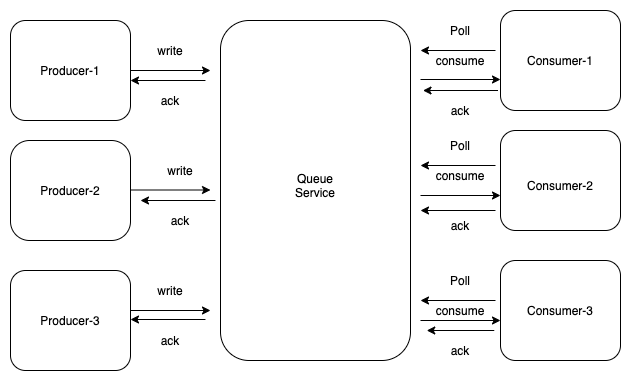 Producer-1
write
ack
Producer-2
write
ack
Producer-3
write
ack
Queue
Service
Poll
consume
ack
Consumer-1
Poll
consume
ack
Consumer-2
Poll
consume
ack
Consumer-3